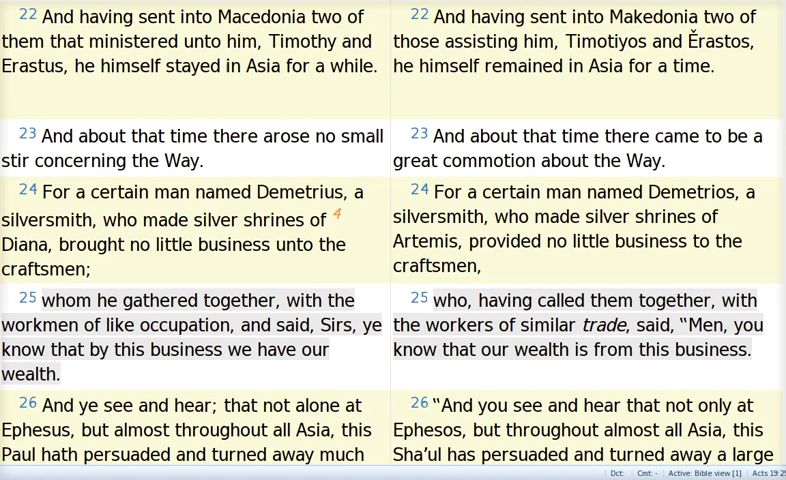 22 And having sent into Macedonia two of
them that ministered unto him, Timothy and
Erastus, he himself stayed in Asia for a while.
23 And about that time there arose no small
stir concerning the Way.
24 For a certain man named Demetrius, a
silversmith, who made silver shrines of 4
Diana, brought no little business unto the
craftsmen;
25 whom he gathered together, with the
workmen of like occupation, and said, Sirs, ye
know that by this business we have our
wealth.
26 And ye see and hear; that not alone at
Ephesus, but almost throughout all Asia, this
Paul hath persuaded and turned away much
22 And having sent into Makedonia two of
those assisting him, Timotiyos and Ěrastos,
he himself remained in Asia for a time.
23 And about that time there came to be a
great commotion about the Way.
24 For a certain man named Demetrios, a
silversmith, who made silver shrines of
Artemis, provided no little business to the
craftsmen,
25 who, having called them together, with
the workers of similar trade, said, “Men, you
know that our wealth is from this business.
26 “And you see and hear that not only at
Ephesos, but throughout almost all Asia, this
Sha’ul has persuaded and turned away a large
Dct: Cmt: - Active: Bible view [1] Acts 19:25